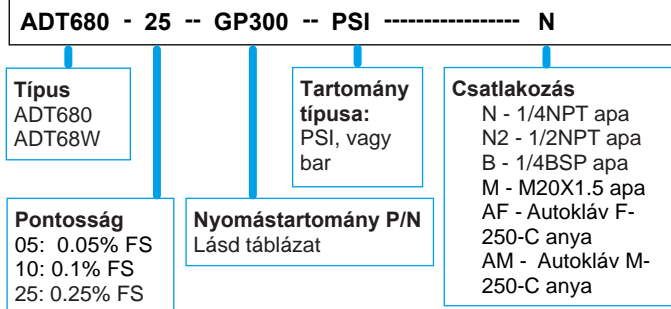 ADT680 - 25 -- GP300 -- PSI ----------------- N
Típus
ADT680
ADT68W
Tartomány
típusa:
PSI, vagy
bar
Csatlakozás
N - 1/4NPT apa
N2 - 1/2NPT apa
B - 1/4BSP apa
M - M20X1.5 apa
AF - Autokláv F-
250-C anya
AM - Autokláv M-
250-C anya
Pontosság
05: 0.05% FS
10: 0.1% FS
25: 0.25% FS
Nyomástartomány P/N
Lásd táblázat